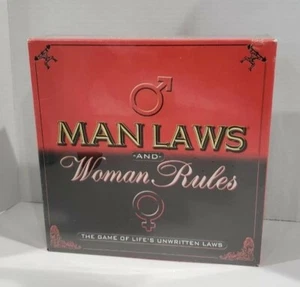 MAN LAWS
AND
Woman Rules
THE GAME OF LIFE'S UNWRITTEN LAWS